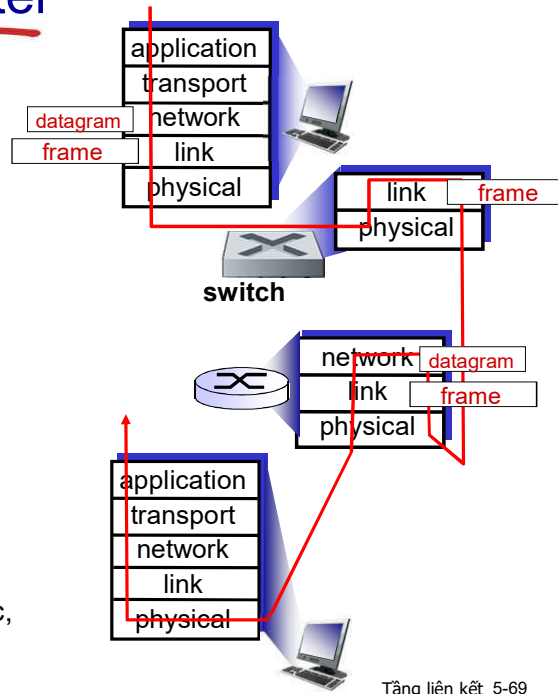 application
transport
datagram network
frame link
physical
link frame
physical
switch
network datagram
link frame
physical
application
transport
network
link
c,
physical
Tầng liên kết 5-69